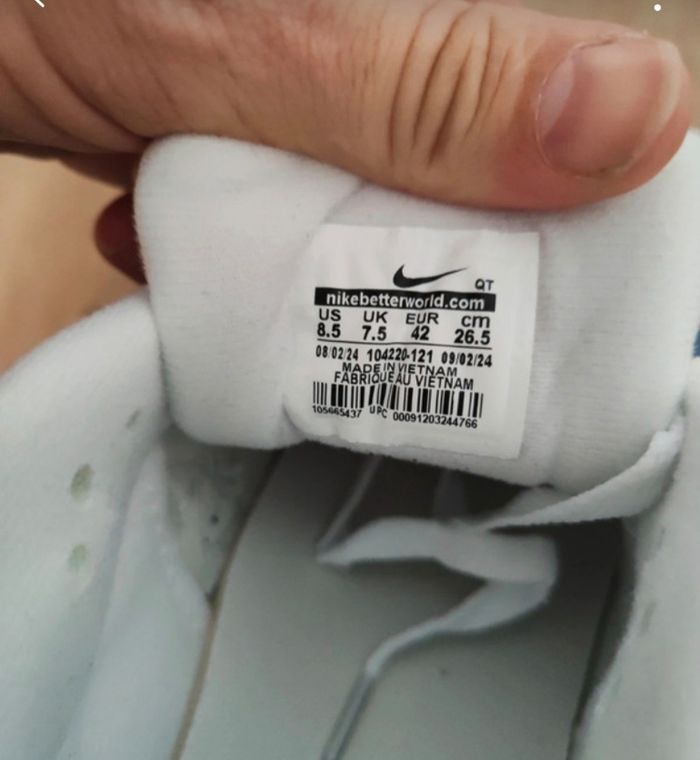 QT
nikebetterworld.com
US UK EUR cm
8.5 7.5 42 26.5
08/02/24 104220-121 09/02/24
MADE IN VIETNAM
FABRIQUE AU VIETNAM
105665437 UPC 00091203244766